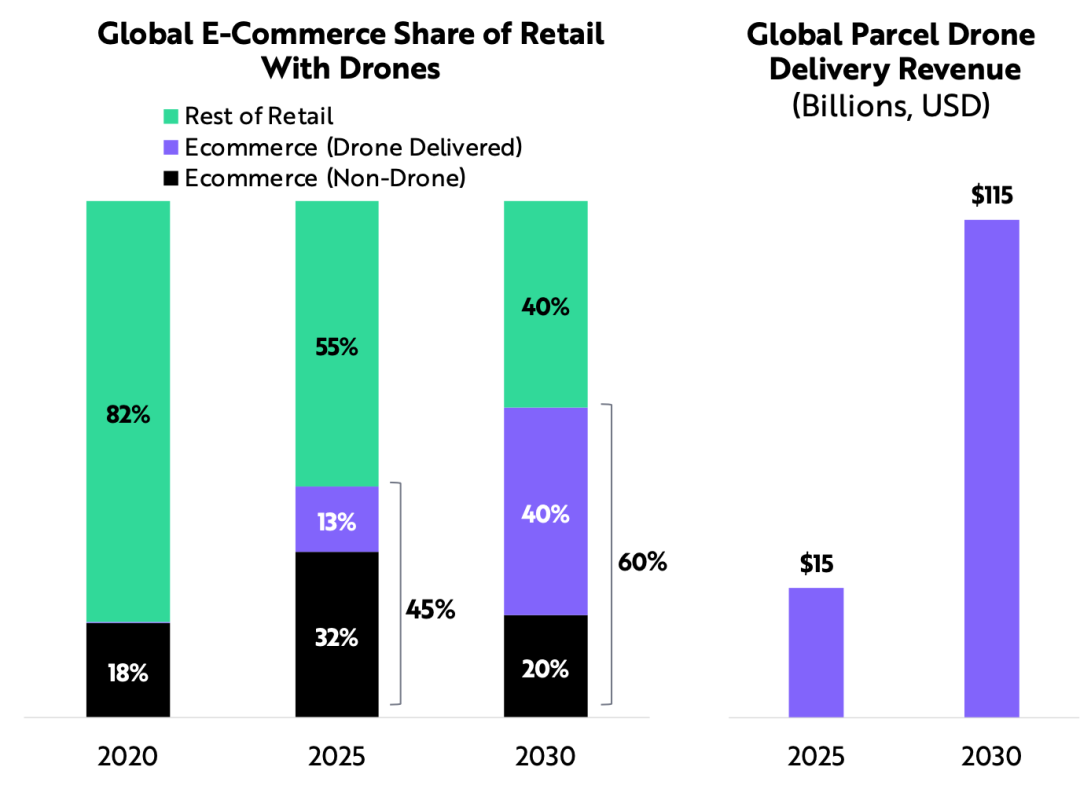 Global E-Commerce Share of Retail
With Drones
Rest of Retail
Ecommerce (Drone Delivered)
Ecommerce (Non-Drone)
82%
18%
2020
55%
13%
32%
45%
2025
40%
40%
20%
60%
2030
Global Parcel Drone
Delivery Revenue
(Billions, USD)
$15
2025
$115
2030